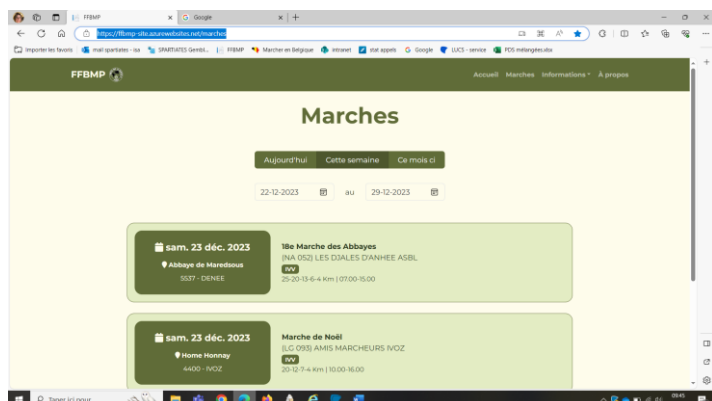 FFBMP
Google
https://ffbmp-site.azurewebsites.net/marches
Importer les favoris mail spartiates - isa SPARTIATES Gembl... FFBMP Marcher en Belgique intranet stat appels Google LUCS - service PDS mélangées.xlsx
FFBMP Accueil Marches Informations À propos
Marches
Aujourd'hui Cette semaine Ce mois ci
22-12-2023 au 29-12-2023
sam. 23 déc. 2023
Abbaye de Maredsous
5537 - DENEE
18e Marche des Abbayes
(NA 052) LES DJALES D'ANHEE ASBL
IVV
25-20-13-6-4 Km | 07.00-15.00
sam. 23 déc. 2023
Home Honnay
4400 - IVOZ
Marche de Noël
(LG 093) AMIS MARCHEURS IVOZ
IVV
20-12-7-4 Km | 10.00-16.00
Taper ici pour
09:45